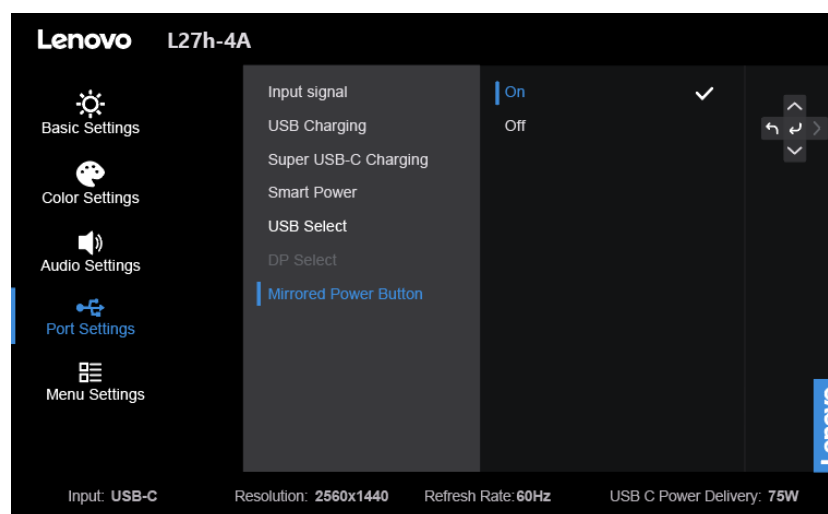 Lenovo L27h-4A
Basic Settings
Color Settings
Audio Settings
Port Settings
Menu Settings
Input signal
USB Charging
Super USB-C Charging
Smart Power
USB Select
DP Select
Mirrored Power Button
On
Off
Lenovo
Input: USB-C Resolution: 2560x1440 Refresh Rate:60Hz USB C Power Delivery: 75W